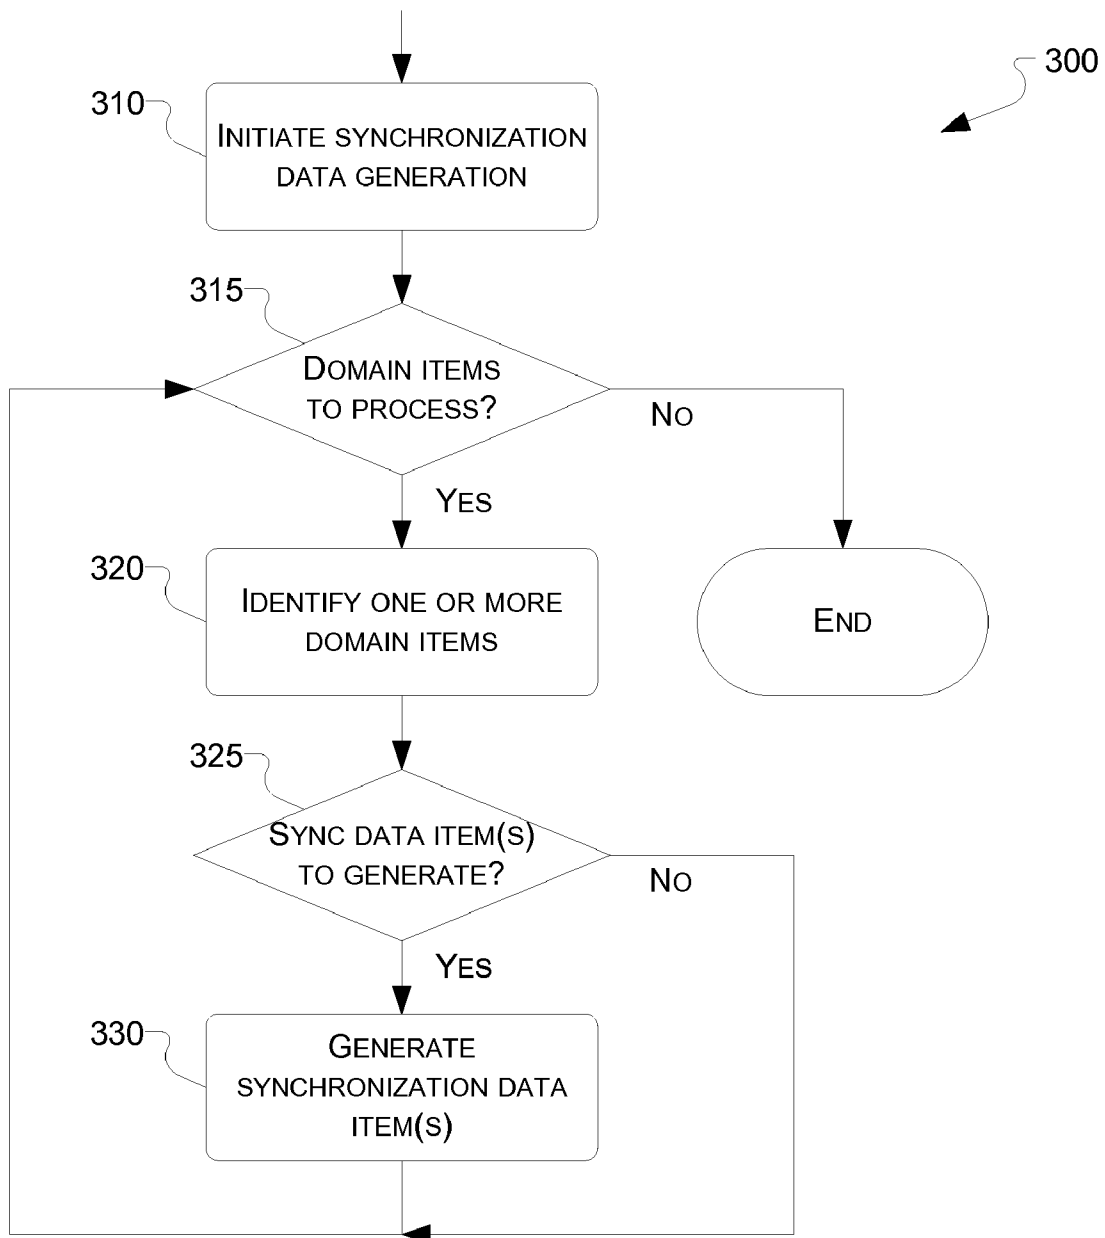 300
310
INITIATE SYNCHRONIZATION
DATA GENERATION
315
DOMAIN ITEMS
TO PROCESS?
NO
YES
320
IDENTIFY ONE OR MORE
DOMAIN ITEMS
END
325
SYNC DATA ITEM(S)
TO GENERATE?
NO
YES
330
GENERATE
SYNCHRONIZATION DATA
ITEM(S)